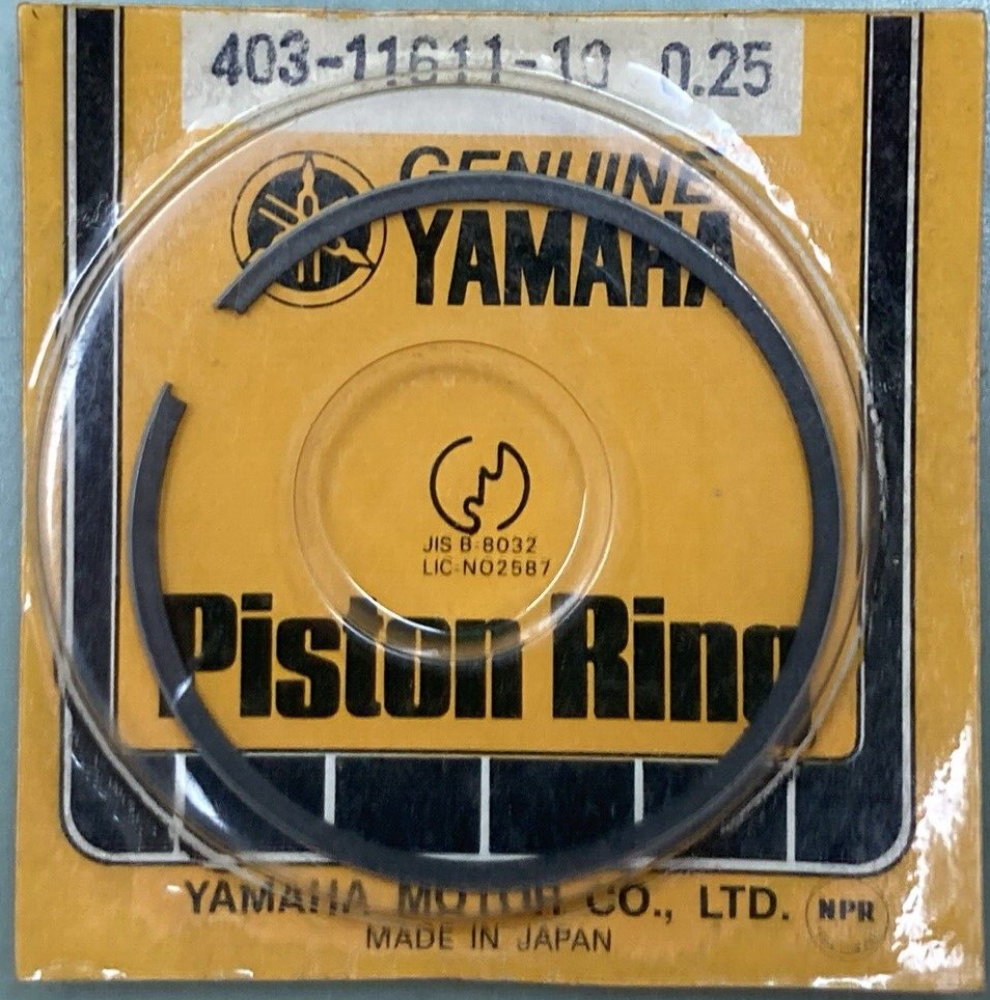 403-11611-10 0.25
GENUINE
YAMAHA
JIS B-8032
LIC-NO2587
Piston Ring
YAMAHA MOTOR CO., LTD.
NPR
MADE IN JAPAN